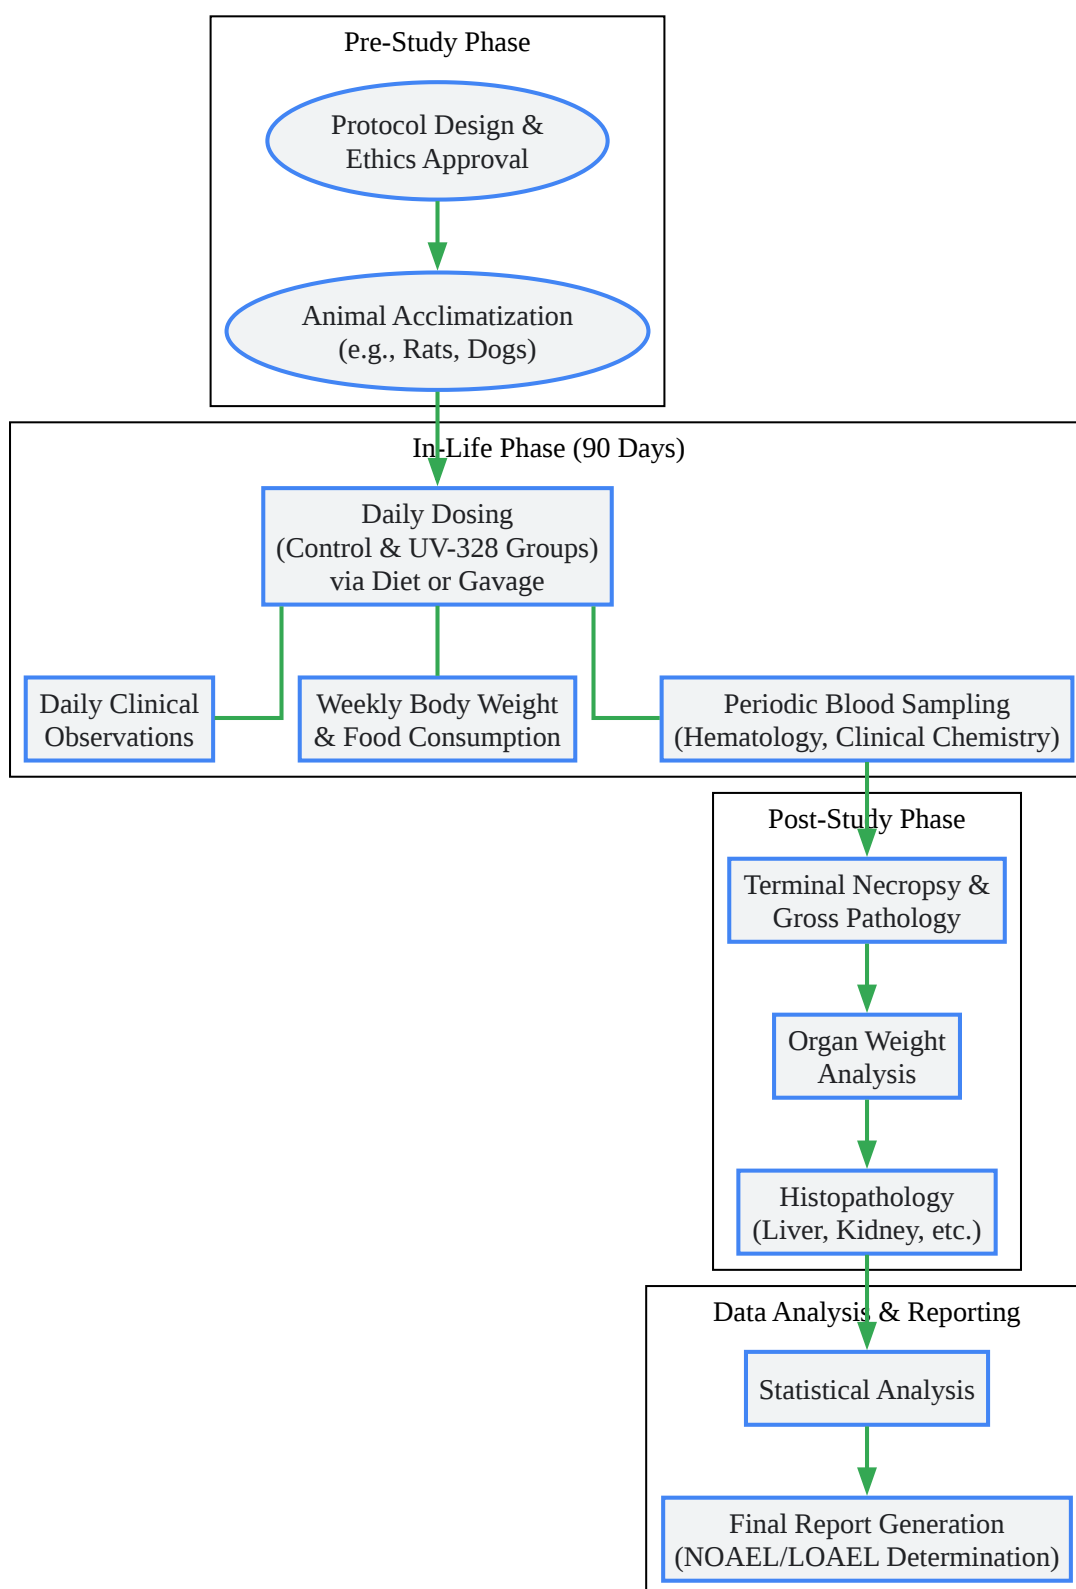 Pre-Study Phase
Protocol Design &
Ethics Approval
Animal Acclimatization
(e.g., Rats, Dogs)
In-Life Phase (90 Days)
Daily Dosing
(Control & UV-328 Groups)
via Diet or Gavage
Daily Clinical
Observations
Weekly Body Weight
& Food Consumption
Periodic Blood Sampling
(Hematology, Clinical Chemistry)
Post-Study Phase
Terminal Necropsy &
Gross Pathology
Organ Weight
Analysis
Histopathology
(Liver, Kidney, etc.)
Data Analysis & Reporting
Statistical Analysis
Final Report Generation
(NOAEL/LOAEL Determination)